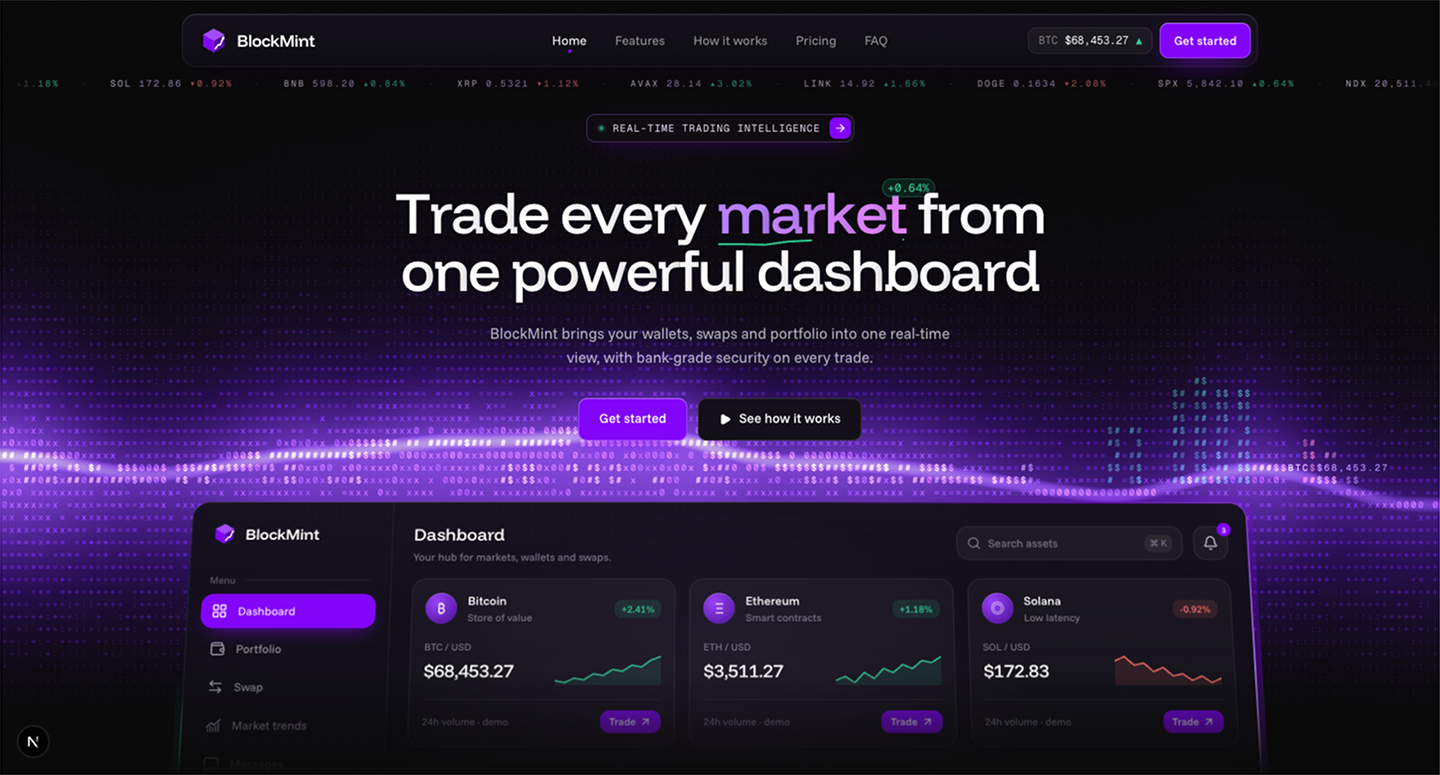 BlockMint
Home Features How it works Pricing FAQ
BTC $68,453.27 ▲
Get started
▲1.18% · SOL 172.86 ▼0.92% · BNB 598.20 ▲0.84% · XRP 0.5321 ▼1.12% · AVAX 28.14 ▲3.02% · LINK 14.92 ▲1.66% · DOGE 0.1634 ▼2.08% · SPX 5,842.10 ▲0.64% · NDX 20,511.4
REAL-TIME TRADING INTELLIGENCE →
+0.64%
Trade every market from
one powerful dashboard
BlockMint brings your wallets, swaps and portfolio into one real-time
view, with bank-grade security on every trade.
Get started
See how it works
BTC $68,453.27
BlockMint
Menu
Dashboard
Portfolio
Swap
Market trends
Messages
Dashboard
Your hub for markets, wallets and swaps.
Search assets ⌘ K
3
Bitcoin
Store of value
+2.41%
BTC / USD
$68,453.27
24h volume · demo
Trade ↗
Ethereum
Smart contracts
+1.18%
ETH / USD
$3,511.27
24h volume · demo
Trade ↗
Solana
Low latency
-0.92%
SOL / USD
$172.83
24h volume · demo
Trade ↗
N